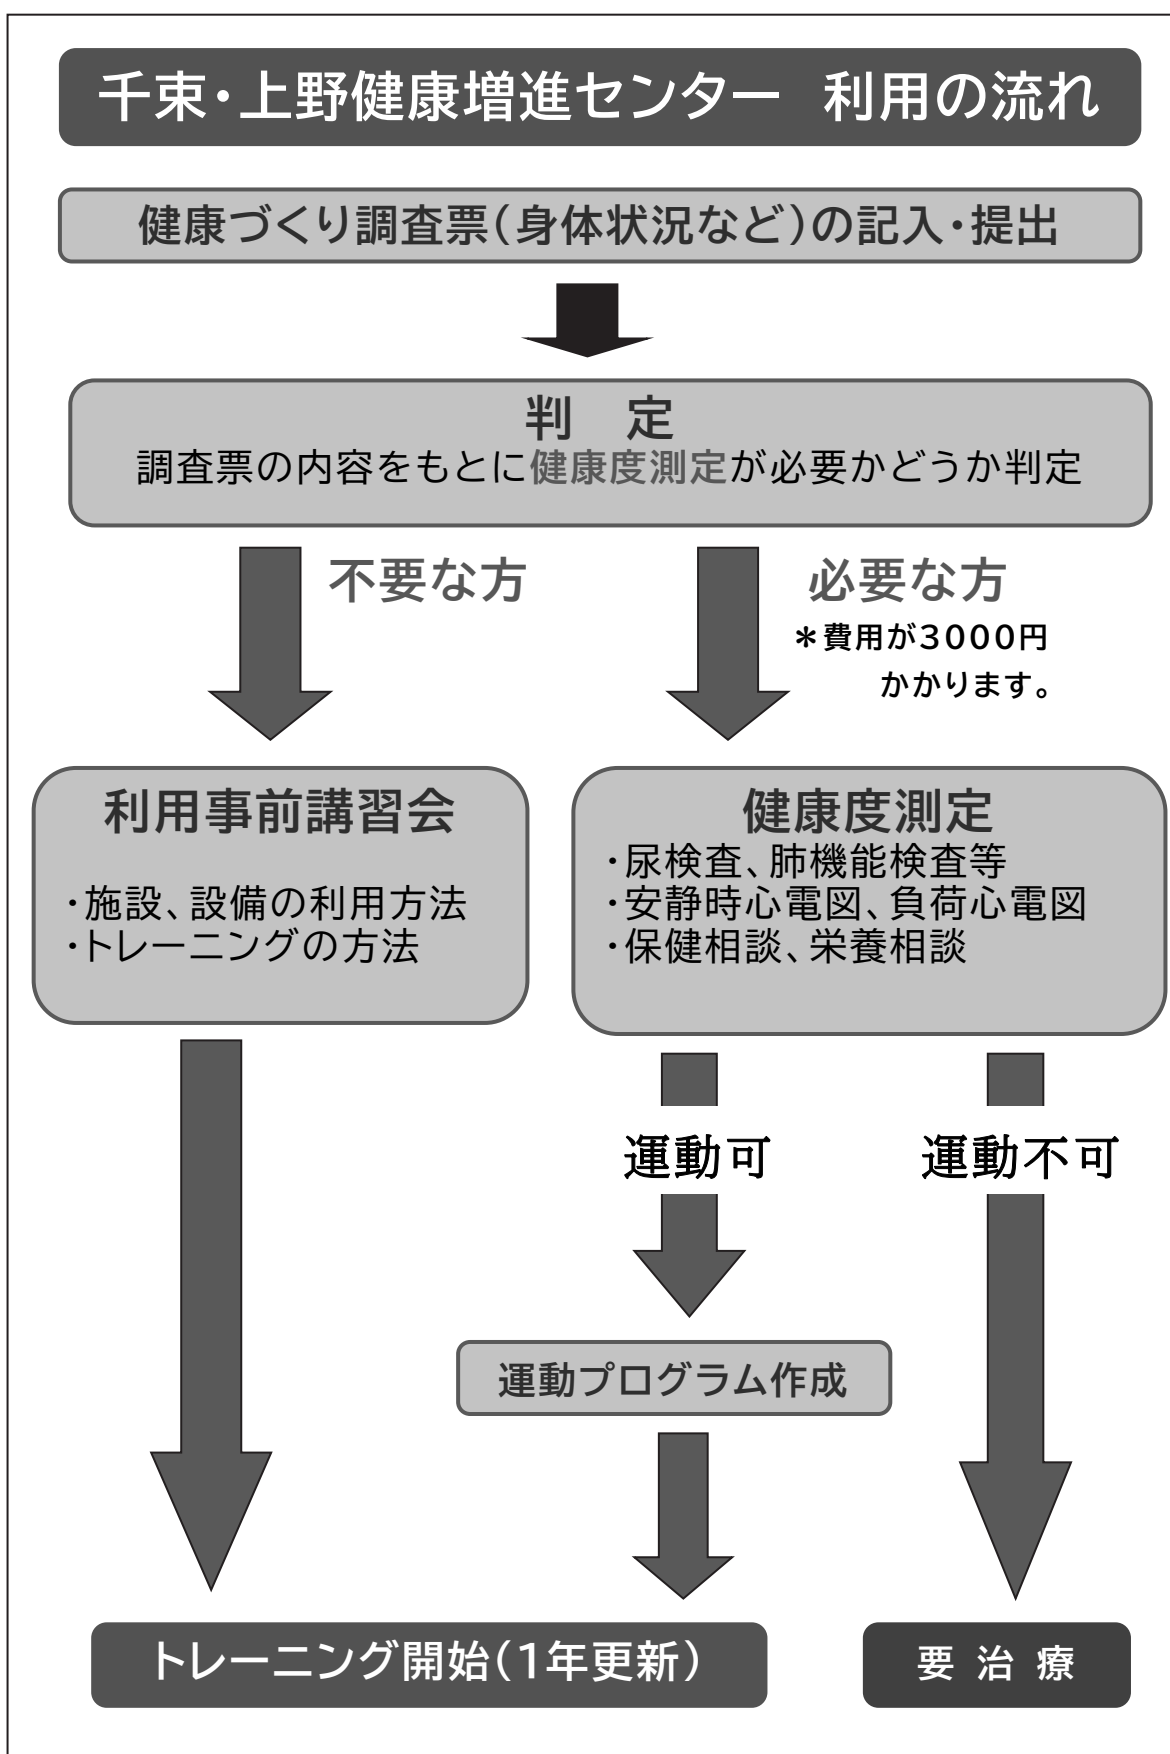 千束・上野健康増進センター　利用の流れ
健康づくり調査票(身体状況など)の記入・提出
判　定
調査票の内容をもとに健康度測定が必要かどうか判定
不要な方
必要な方
＊費用が3000円
かかります。
利用事前講習会
・施設、設備の利用方法
・トレーニングの方法
健康度測定
・尿検査、肺機能検査等
・安静時心電図、負荷心電図
・保健相談、栄養相談
運動可
運動不可
運動プログラム作成
トレーニング開始(1年更新)
要 治 療